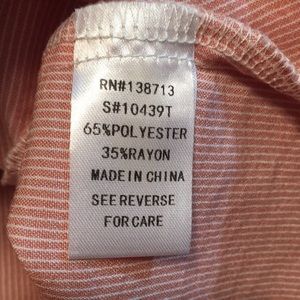 RN#138713
S#10439T
65%POLYESTER
35%RAYON
MADE IN CHINA
SEE REVERSE
FOR CARE